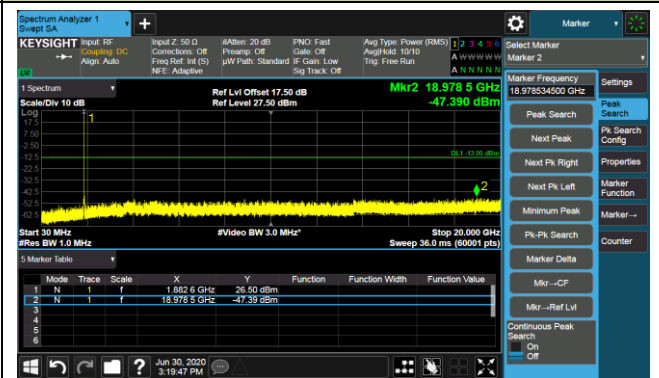 Spectrum Analyzer 1
Swept SA
+
Marker
KEYSIGHT
Input: RF
Coupling: DC
Align: Auto
Input Z: 50 Ω
Corrections: Off
Freq Ref: Int (S)
NFE: Adaptive
#Atten: 20 dB
Preamp: Off
µW Path: Standard
PNO: Fast
Gate: Off
IF Gain: Low
Sig Track: Off
Avg Type: Power (RMS)
Avg|Hold: 10/10
Trig: Free Run
1 2 3 4 5 6
A W W W W W
A N N N N N
LXI
Select Marker
Marker 2
1 Spectrum
Scale/Div 10 dB
Ref Lvl Offset 17.50 dB
Ref Level 27.50 dBm
Mkr2 18.978 5 GHz
-47.390 dBm
Log
17.5
7.50
-2.50
-12.5
-22.5
-32.5
-42.5
-52.5
-62.5
1
DL1 -13.00 dBm
2
Start 30 MHz
#Res BW 1.0 MHz
#Video BW 3.0 MHz*
Stop 20.000 GHz
Sweep 36.0 ms (60001 pts)
5 Marker Table
Mode Trace Scale X Y Function Function Width Function Value
1 N 1 f 1.882 6 GHz 26.50 dBm
2 N 1 f 18.978 5 GHz -47.39 dBm
3
4
5
6
Marker Frequency
18.978534500 GHz
Peak Search
Next Peak
Next Pk Right
Next Pk Left
Minimum Peak
Pk-Pk Search
Marker Delta
Mkr→CF
Mkr→Ref Lvl
Continuous Peak
Search
On
Off
Settings
Peak
Search
Pk Search
Config
Properties
Marker
Function
Marker→
Counter
?
Jun 30, 2020
3:19:47 PM